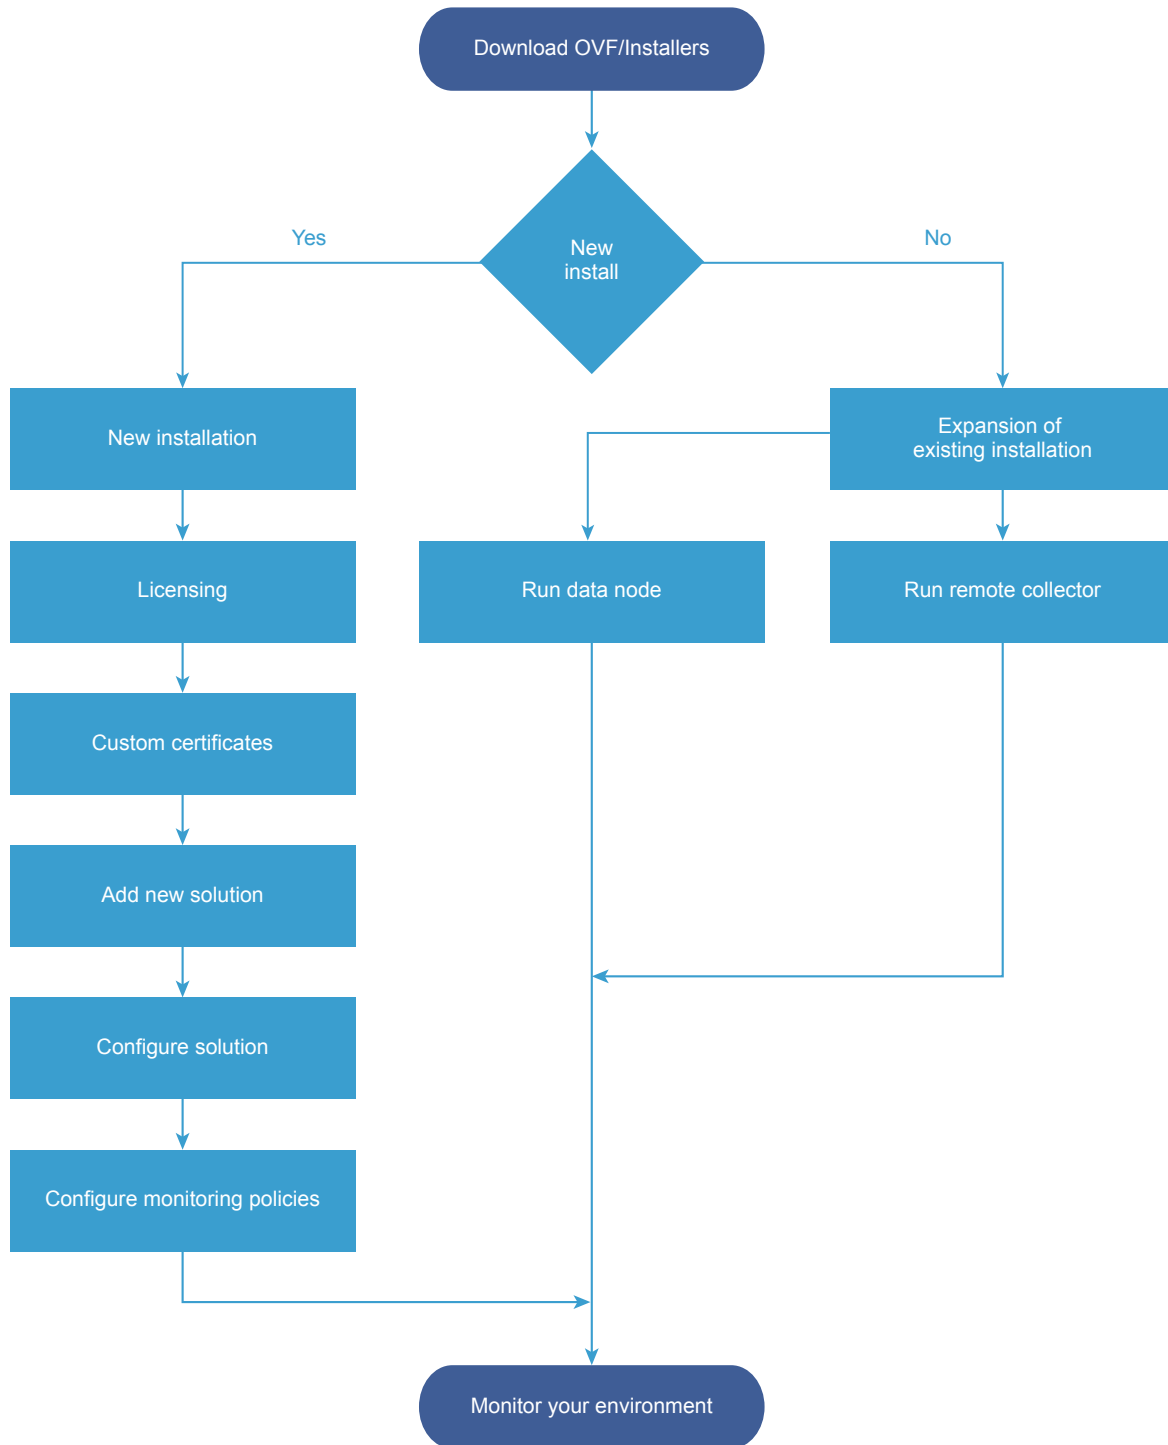 Download OVF/Installers
Yes
No
New
install
New installation
Expansion of
existing installation
Licensing
Run data node
Run remote collector
Custom certificates
Add new solution
Configure solution
Configure monitoring policies
Monitor your environment